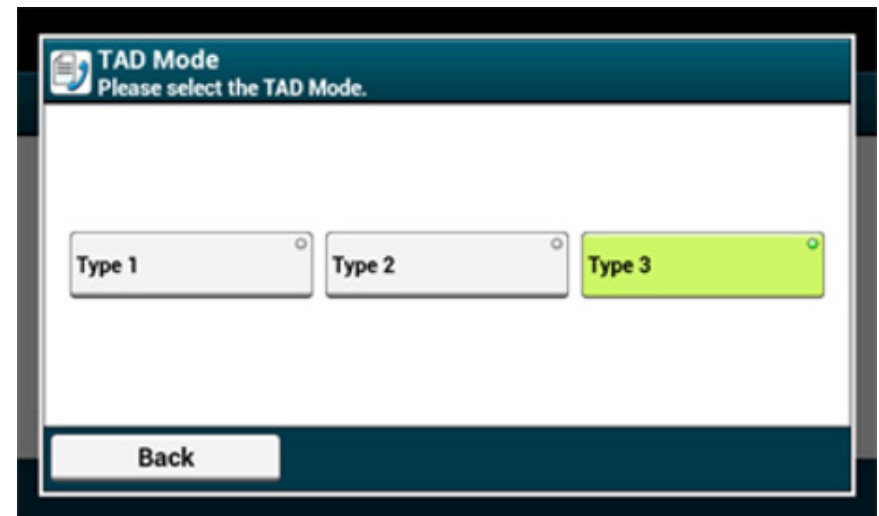 TAD Mode
Please select the TAD Mode.
Type 1
Type 2
Type 3
Back